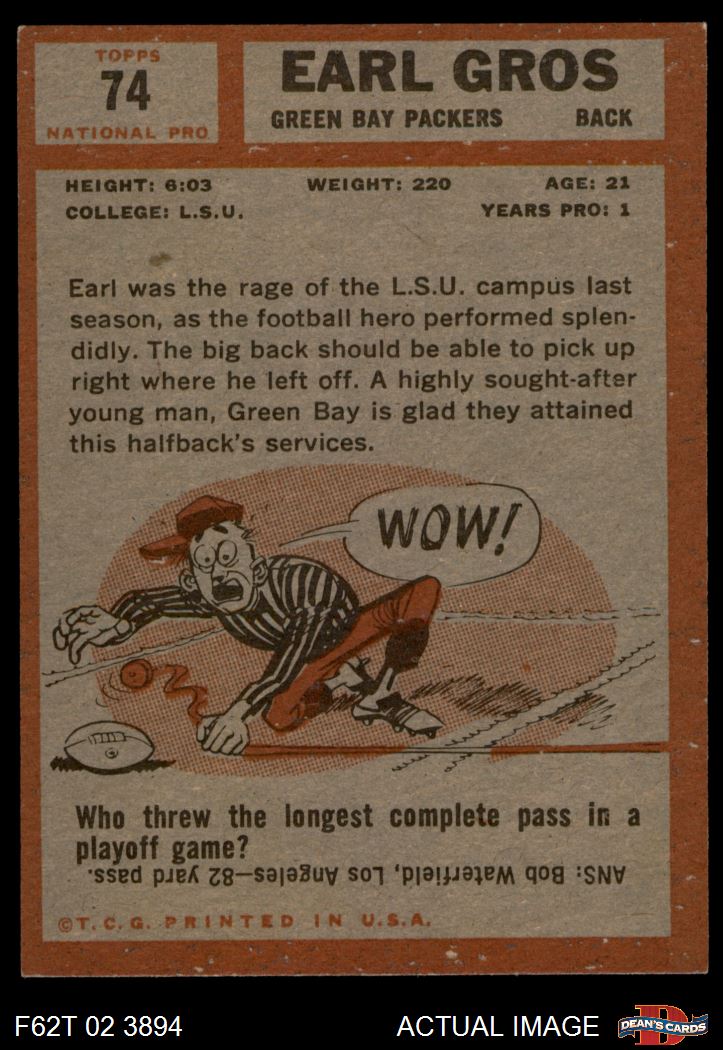 TOPPS
74
NATIONAL PRO
EARL GROS
GREEN BAY PACKERS BACK
HEIGHT: 6:03 WEIGHT: 220 AGE: 21
COLLEGE: L.S.U. YEARS PRO: 1
Earl was the rage of the L.S.U. campus last
season, as the football hero performed splen-
didly. The big back should be able to pick up
right where he left off. A highly sought-after
young man, Green Bay is glad they attained
this halfback's services.
WOW!
Who threw the longest complete pass in a
playoff game?
ANS: Bob Waterfield, Los Angeles—82 yard pass.
©T.C.G. PRINTED IN U.S.A.
F62T 02 3894 ACTUAL IMAGE
D
DEAN'S CARDS